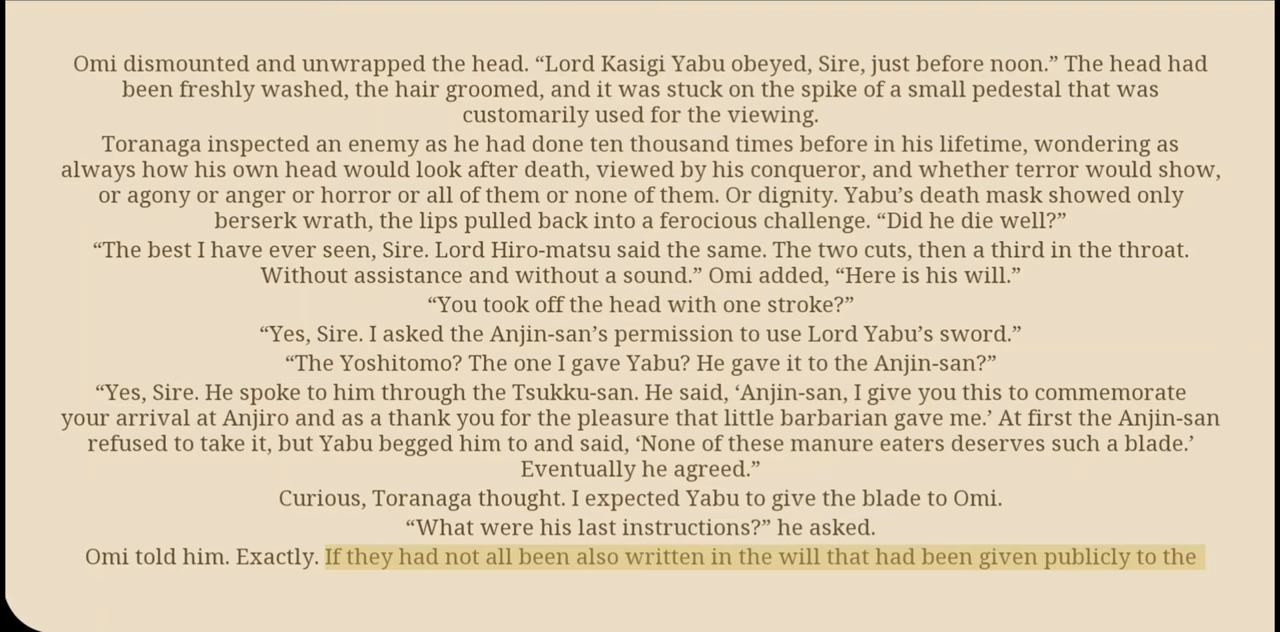 Omi dismounted and unwrapped the head. “Lord Kasigi Yabu obeyed, Sire, just before noon.” The head had
been freshly washed, the hair groomed, and it was stuck on the spike of a small pedestal that was
customarily used for the viewing.
Toranaga inspected an enemy as he had done ten thousand times before in his lifetime, wondering as
always how his own head would look after death, viewed by his conqueror, and whether terror would show,
or agony or anger or horror or all of them or none of them. Or dignity. Yabu’s death mask showed only
berserk wrath, the lips pulled back into a ferocious challenge. “Did he die well?”
“The best I have ever seen, Sire. Lord Hiro-matsu said the same. The two cuts, then a third in the throat.
Without assistance and without a sound.” Omi added, “Here is his will.”
“You took off the head with one stroke?”
“Yes, Sire. I asked the Anjin-san’s permission to use Lord Yabu’s sword.”
“The Yoshitomo? The one I gave Yabu? He gave it to the Anjin-san?”
“Yes, Sire. He spoke to him through the Tsukku-san. He said, ‘Anjin-san, I give you this to commemorate
your arrival at Anjiro and as a thank you for the pleasure that little barbarian gave me.’ At first the Anjin-san
refused to take it, but Yabu begged him to and said, ‘None of these manure eaters deserves such a blade.’
Eventually he agreed.”
Curious, Toranaga thought. I expected Yabu to give the blade to Omi.
“What were his last instructions?” he asked.
Omi told him. Exactly. If they had not all been also written in the will that had been given publicly to the